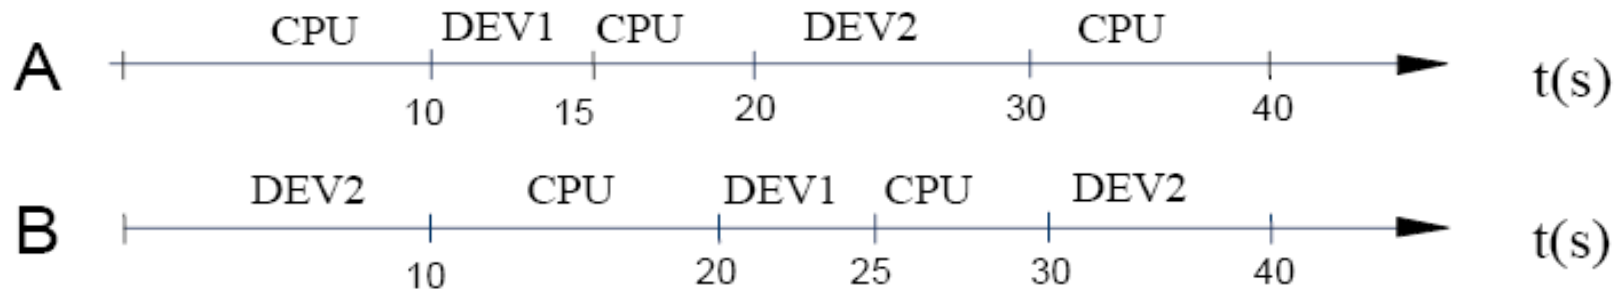 CPU DEV1 CPU DEV2 CPU
A t(s)
10 15 20 30 40
DEV2 CPU DEV1 CPU DEV2
B t(s)
10 20 25 30 40